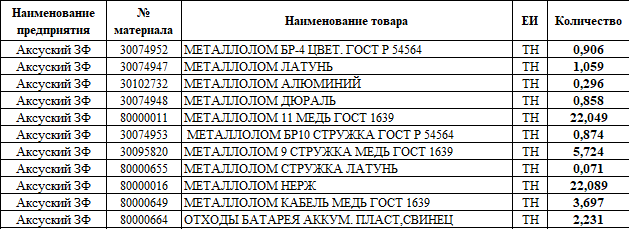 Наименование предприятия № материала Наименование товара ЕИ Количество
Аксуский ЗФ 30074952 МЕТАЛЛОЛОМ БР-4 ЦВЕТ. ГОСТ Р 54564 ТН 0,906
Аксуский ЗФ 30074947 МЕТАЛЛОЛОМ ЛАТУНЬ ТН 1,059
Аксуский ЗФ 30102732 МЕТАЛЛОЛОМ АЛЮМИНИЙ ТН 0,296
Аксуский ЗФ 30074948 МЕТАЛЛОЛОМ ДЮРАЛЬ ТН 0,858
Аксуский ЗФ 80000011 МЕТАЛЛОЛОМ 11 МЕДЬ ГОСТ 1639 ТН 22,049
Аксуский ЗФ 30074953 МЕТАЛЛОЛОМ БР10 СТРУЖКА ГОСТ Р 54564 ТН 0,874
Аксуский ЗФ 30095820 МЕТАЛЛОЛОМ 9 СТРУЖКА МЕДЬ ГОСТ 1639 ТН 5,724
Аксуский ЗФ 80000655 МЕТАЛЛОЛОМ СТРУЖКА ЛАТУНЬ ТН 0,071
Аксуский ЗФ 80000016 МЕТАЛЛОЛОМ НЕРЖ ТН 22,089
Аксуский ЗФ 80000649 МЕТАЛЛОЛОМ КАБЕЛЬ МЕДЬ ГОСТ 1639 ТН 3,697
Аксуский ЗФ 80000664 ОТХОДЫ БАТАРЕЯ АККУМ. ПЛАСТ,СВИНЕЦ ТН 2,231